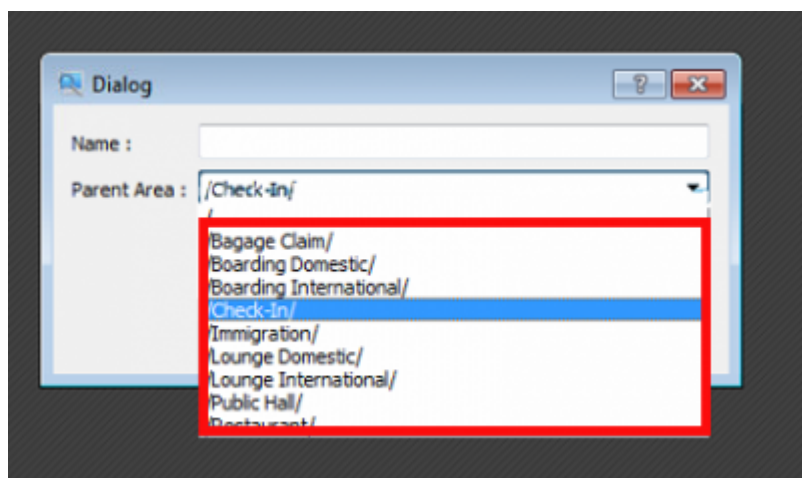 Dialog
Name :
Parent Area : /Check-In/
/
/Bagage Claim/
/Boarding Domestic/
/Boarding International/
/Check-In/
/Immigration/
/Lounge Domestic/
/Lounge International/
/Public Hall/
/Restaurant/